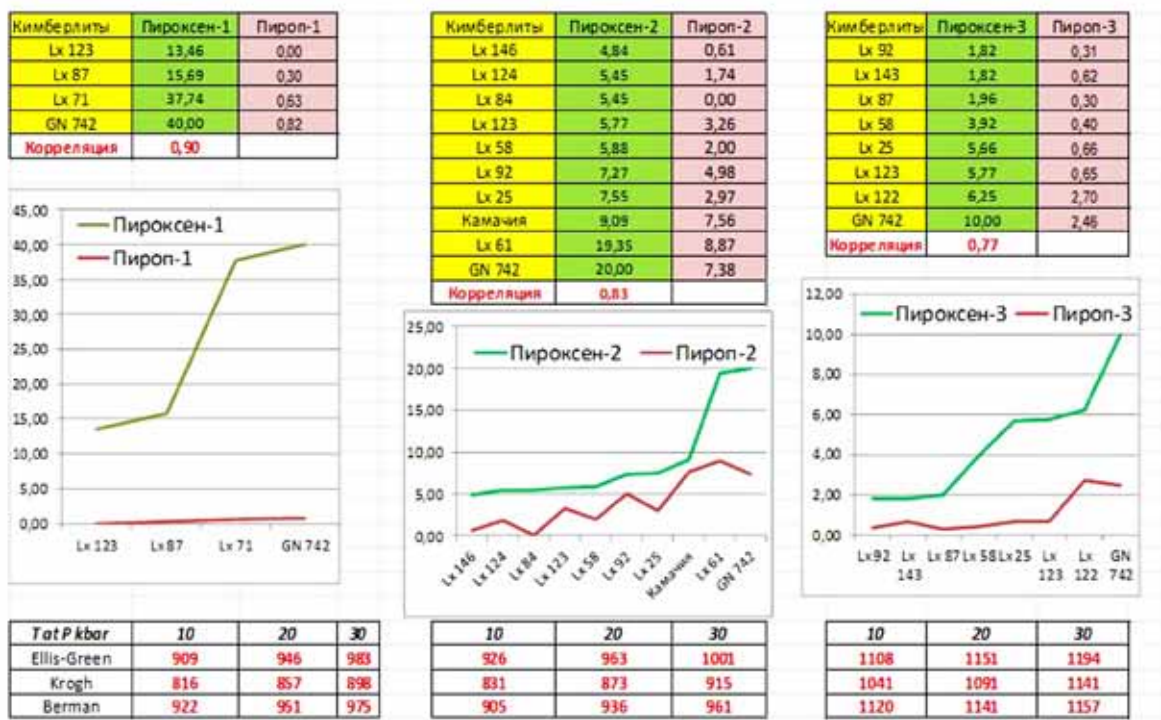 Кимберлиты Пироксен-1 Пироп-1
Lx 123 13,46 0,00
Lx 87 15,69 0,30
Lx 71 37,74 0,63
GN 742 40,00 0,82
Корреляция 0,90
45,00
40,00
35,00
30,00
25,00
20,00
15,00
10,00
5,00
0,00
Пироксен-1
Пироп-1
Lx 123 Lx 87 Lx 71 GN 742
T at P kbar 10 20 30
Ellis-Green 909 946 983
Krogh 816 857 898
Berman 922 951 975
Кимберлиты Пироксен-2 Пироп-2
Lx 146 4,84 0,61
Lx 124 5,45 1,74
Lx 84 5,45 0,00
Lx 123 5,77 3,26
Lx 58 5,88 2,00
Lx 92 7,27 4,98
Lx 25 7,55 2,97
Камачия 9,09 7,56
Lx 61 19,35 8,87
GN 742 20,00 7,38
Корреляция 0,83
25,00
20,00
15,00
10,00
5,00
0,00
Пироксен-2 Пироп-2
Lx 146 Lx 124 Lx 84 Lx 123 Lx 58 Lx 92 Lx 25 Камачия Lx 61 GN 742
10 20 30
926 963 1001
831 873 915
905 936 961
Кимберлиты Пироксен-3 Пироп-3
Lx 92 1,82 0,31
Lx 143 1,82 0,62
Lx 87 1,96 0,30
Lx 58 3,92 0,40
Lx 25 5,66 0,66
Lx 123 5,77 0,65
Lx 122 6,25 2,70
GN 742 10,00 2,46
Корреляция 0,77
12,00
10,00
8,00
6,00
4,00
2,00
0,00
Пироксен-3 Пироп-3
Lx 92 Lx 143 Lx 87 Lx 58 Lx 25 Lx 123 Lx 122 GN 742
10 20 30
1108 1151 1194
1041 1091 1141
1120 1141 1157